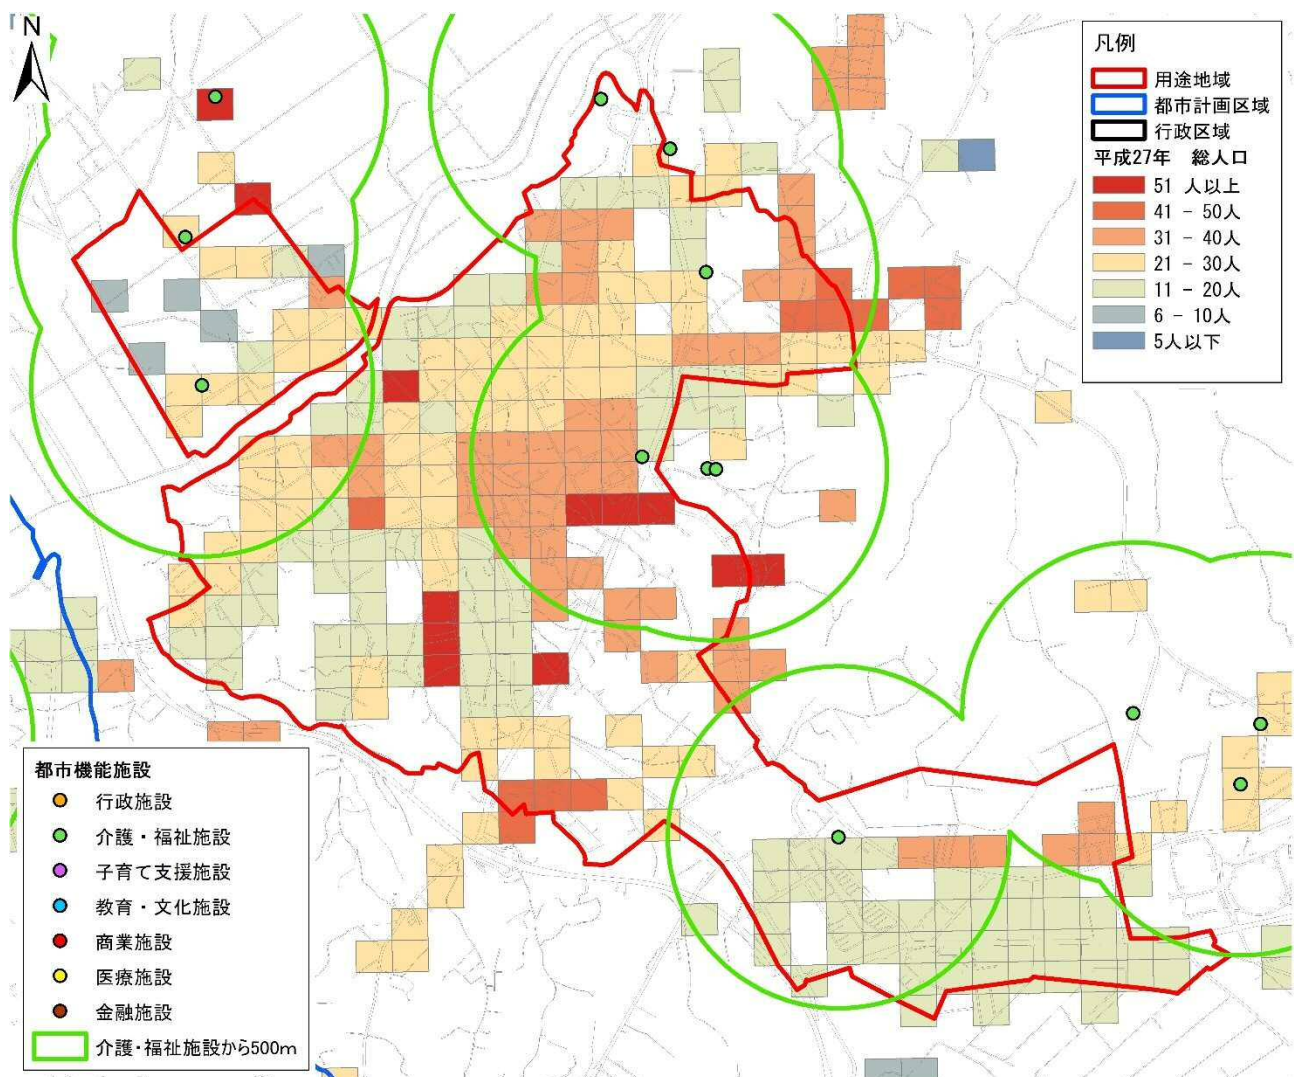 N
凡例
用途地域
都市計画区域
行政区域
平成27年 総人口
51 人以上
41 - 50人
31 - 40人
21 - 30人
11 - 20人
6 - 10人
5人以下
都市機能施設
行政施設
介護・福祉施設
子育て支援施設
教育・文化施設
商業施設
医療施設
金融施設
介護・福祉施設から500m